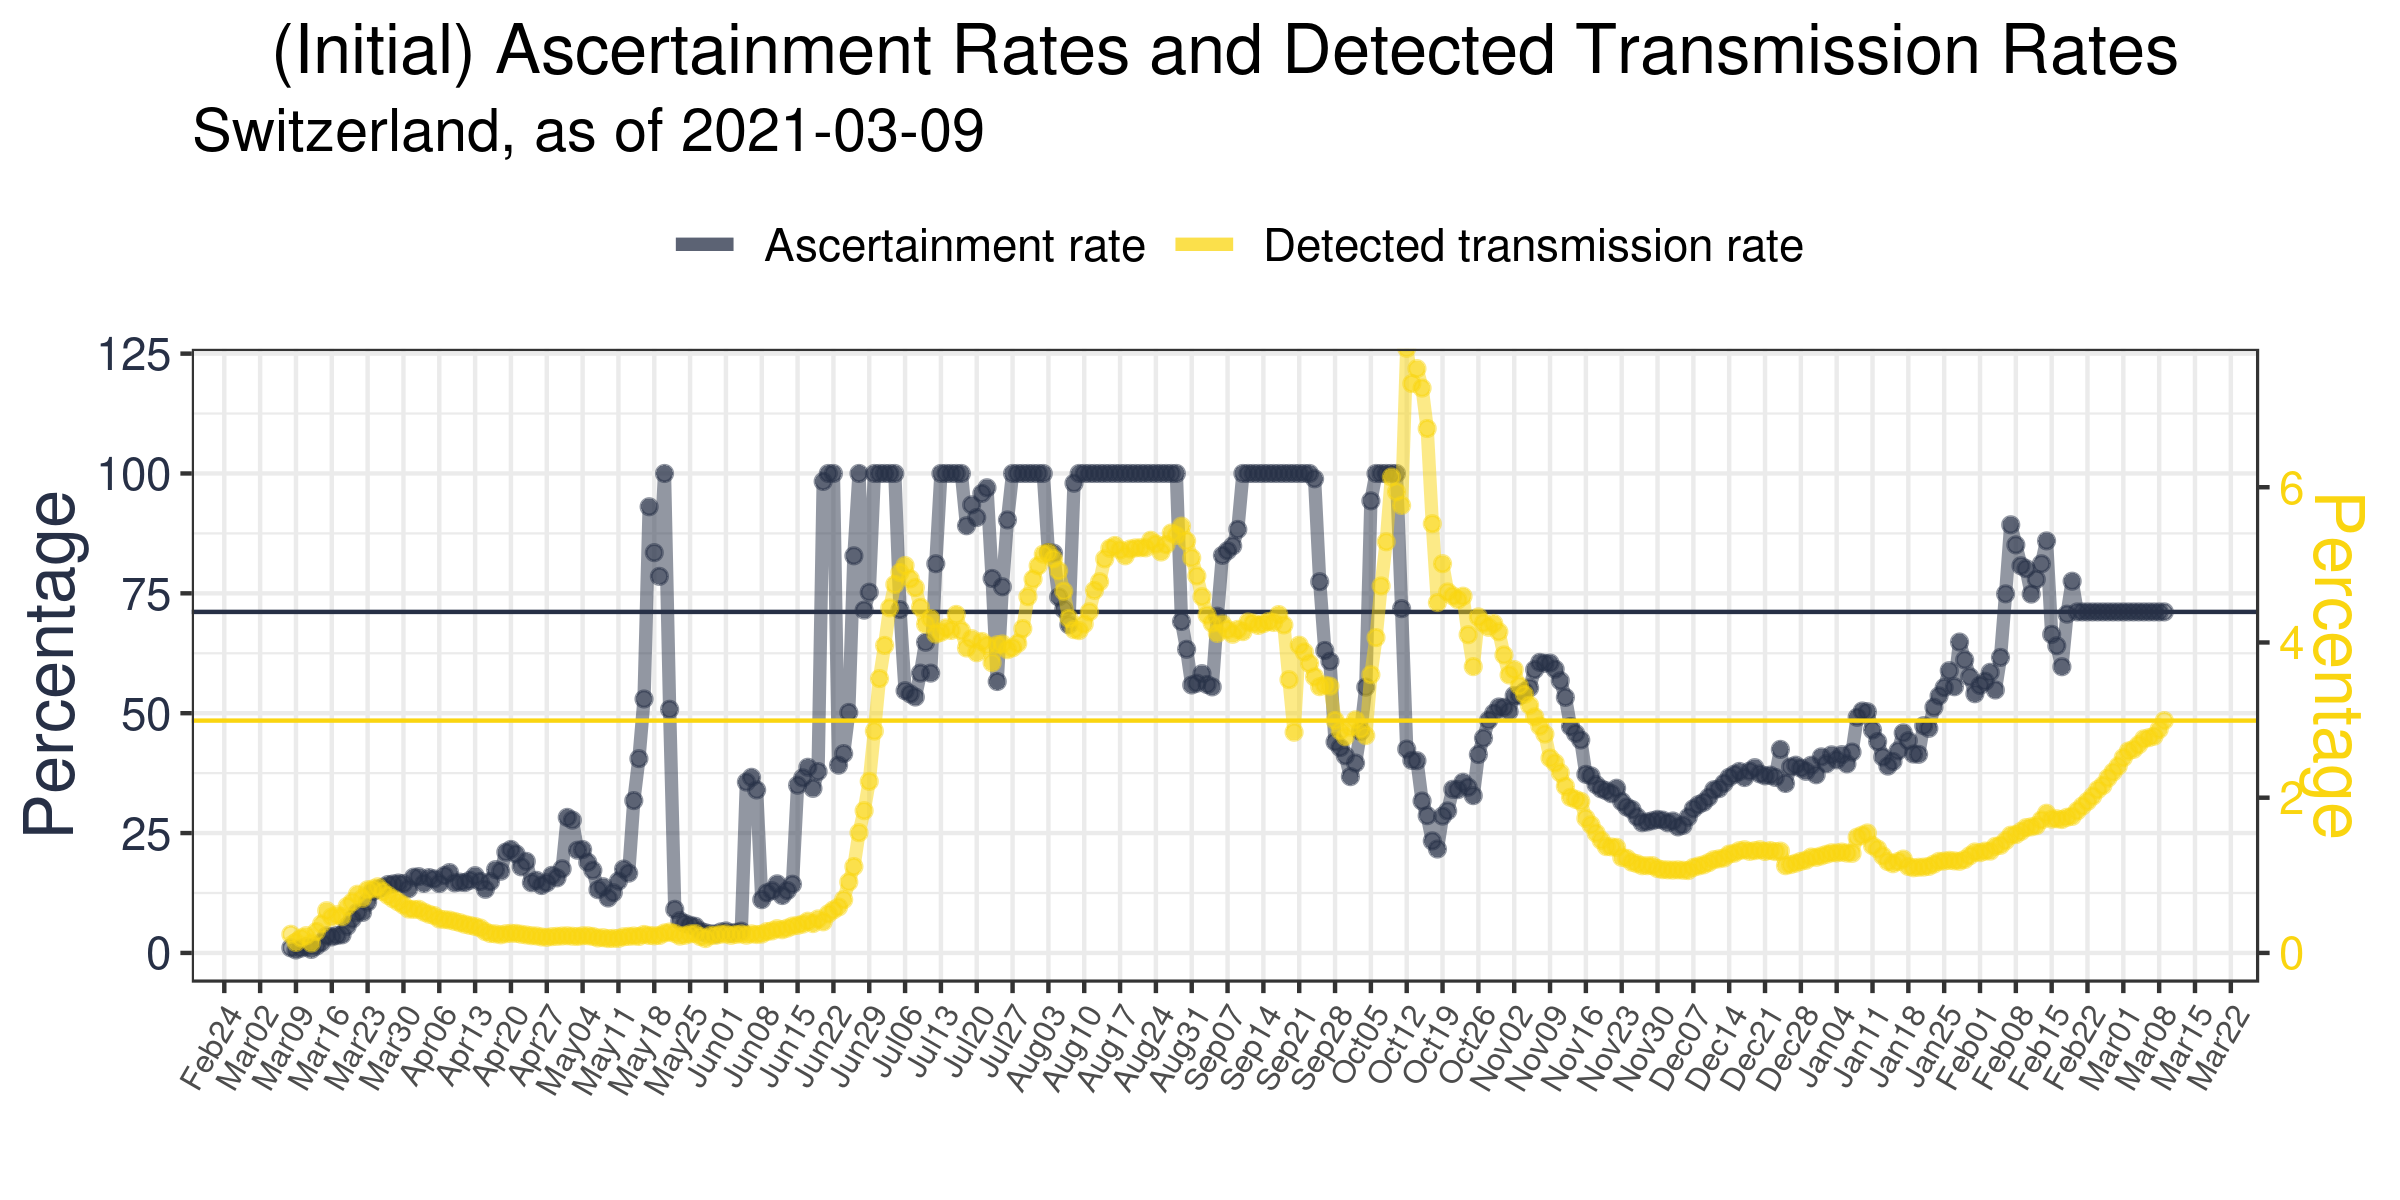 (Initial) Ascertainment Rates and Detected Transmission Rates
Switzerland, as of 2021-03-09
Ascertainment rate
Detected transmission rate
Percentage
125
100
75
50
25
0
6
4
2
0
Percentage
Feb24
Mar02
Mar09
Mar16
Mar23
Mar30
Apr06
Apr13
Apr20
Apr27
May04
May11
May18
May25
Jun01
Jun08
Jun15
Jun22
Jun29
Jul06
Jul13
Jul20
Jul27
Aug03
Aug10
Aug17
Aug24
Aug31
Sep07
Sep14
Sep21
Sep28
Oct05
Oct12
Oct19
Oct26
Nov02
Nov09
Nov16
Nov23
Nov30
Dec07
Dec14
Dec21
Dec28
Jan04
Jan11
Jan18
Jan25
Feb01
Feb08
Feb15
Feb22
Mar01
Mar08
Mar15
Mar22